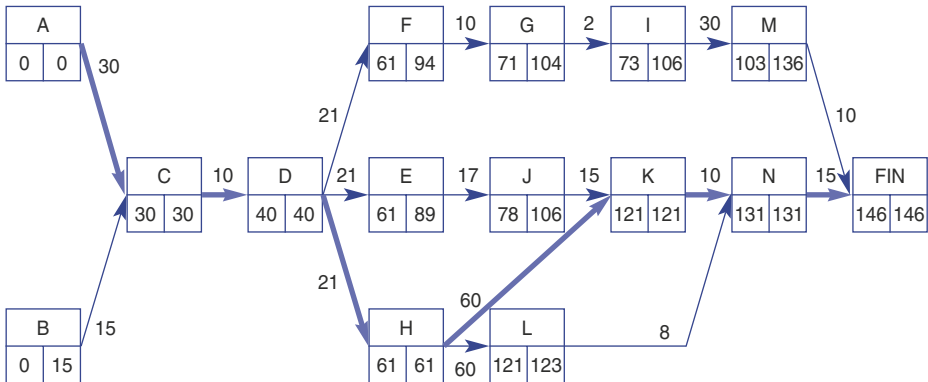 A
0 0
30
F
61 94
10
G
71 104
2
I
73 106
30
M
103 136
10
21
C
30 30
10
D
40 40
21
E
61 89
17
J
78 106
15
K
121 121
10
N
131 131
15
FIN
146 146
21
B
0 15
15
H
61 61
60
60
L
121 123
8